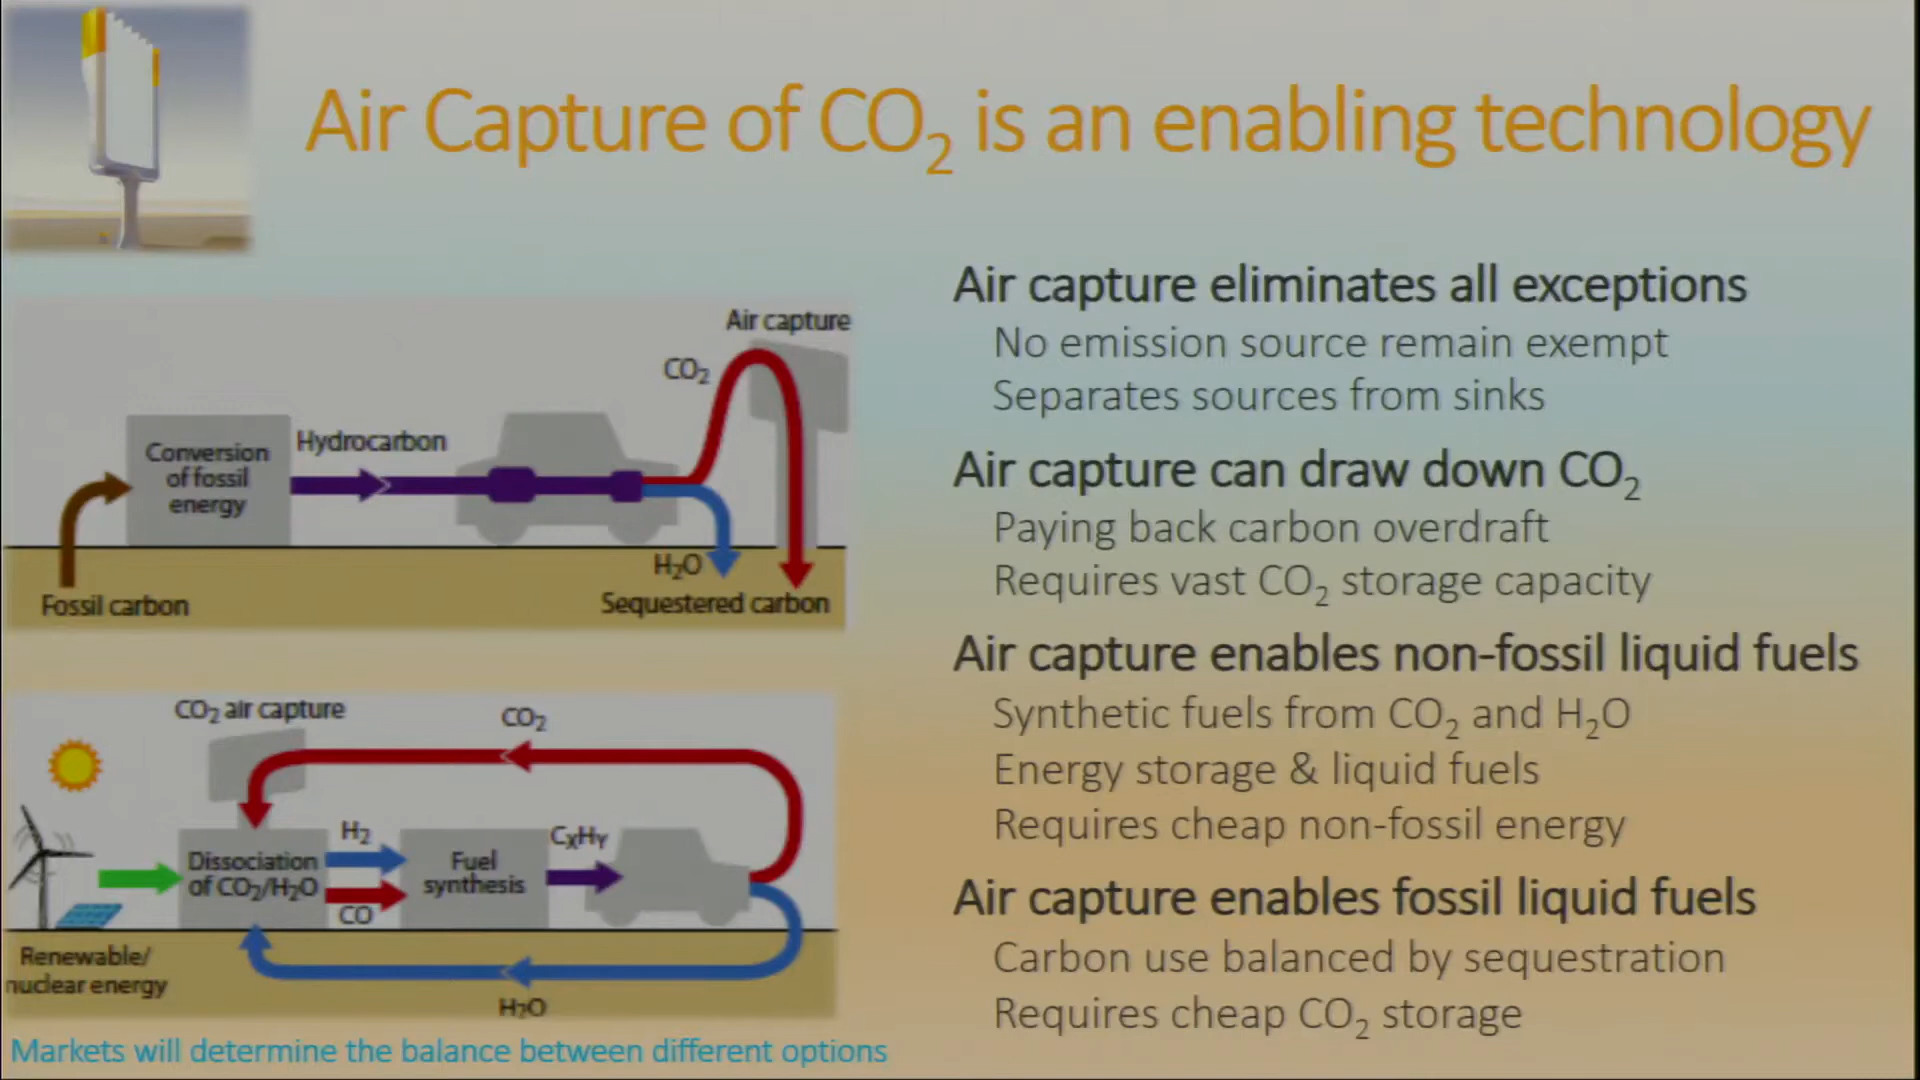 Air Capture of CO₂ is an enabling technology
Air capture
CO₂
Conversion
of fossil
energy
Hydrocarbon
H₂O
Fossil carbon
Sequestered carbon
CO₂ air capture
CO₂
H₂
CO
Dissociation
of CO₂/H₂O
Fuel
synthesis
CₓHᵧ
Renewable/
nuclear energy
H₂O
Markets will determine the balance between different options
Air capture eliminates all exceptions
No emission source remain exempt
Separates sources from sinks
Air capture can draw down CO₂
Paying back carbon overdraft
Requires vast CO₂ storage capacity
Air capture enables non-fossil liquid fuels
Synthetic fuels from CO₂ and H₂O
Energy storage & liquid fuels
Requires cheap non-fossil energy
Air capture enables fossil liquid fuels
Carbon use balanced by sequestration
Requires cheap CO₂ storage